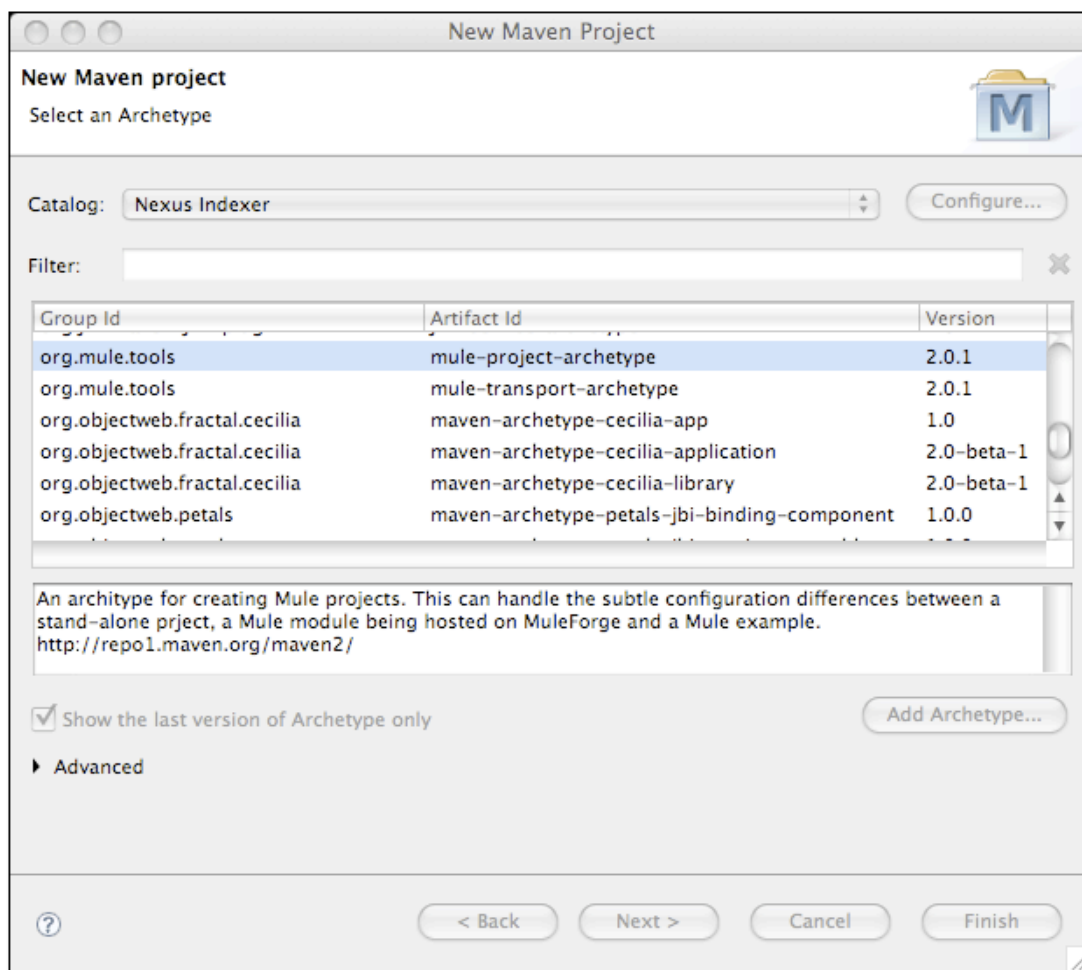 New Maven Project
New Maven project
Select an Archetype
M
Catalog: Nexus Indexer Configure...
Filter:
Group Id Artifact Id Version
org.mule.tools mule-project-archetype 2.0.1
org.mule.tools mule-transport-archetype 2.0.1
org.objectweb.fractal.cecilia maven-archetype-cecilia-app 1.0
org.objectweb.fractal.cecilia maven-archetype-cecilia-application 2.0-beta-1
org.objectweb.fractal.cecilia maven-archetype-cecilia-library 2.0-beta-1
org.objectweb.petals maven-archetype-petals-jbi-binding-component 1.0.0
An architype for creating Mule projects. This can handle the subtle configuration differences between a
stand-alone prject, a Mule module being hosted on MuleForge and a Mule example.
http://repo1.maven.org/maven2/
Show the last version of Archetype only Add Archetype...
Advanced
? < Back Next > Cancel Finish